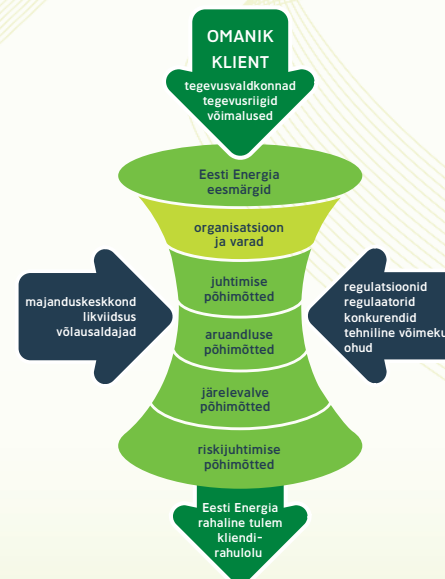 OMANIK
KLIENT
tegevusvaldkonnad
tegevusriigid
võimalused
Eesti Energia
eesmärgid
organisatsioon
ja varad
juhtimise
põhimõtted
majanduskeskkond
likviidsus
võlausaldajad
regulatsioonid
regulaatorid
konkurendid
tehniline
ohud
aruandluse
põhimõtted
järelevalve
põhimõtted
riskijuhtimise
põhimõtted
Eesti Energia
rahaline tulem
kliendi-
rahulolu